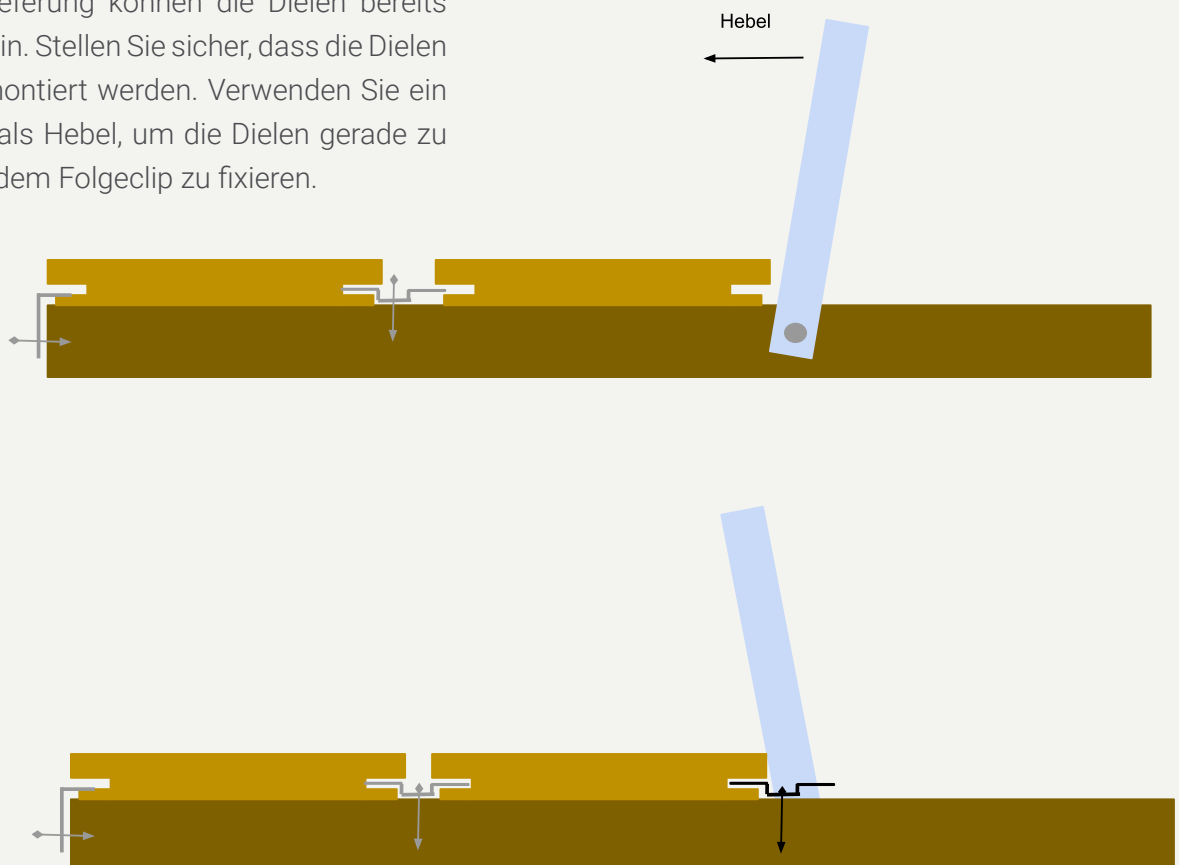 eferung können die Dielen bereits
in. Stellen Sie sicher, dass die Dielen
montiert werden. Verwenden Sie ein
als Hebel, um die Dielen gerade zu
dem Folgeclip zu fixieren.
Hebel